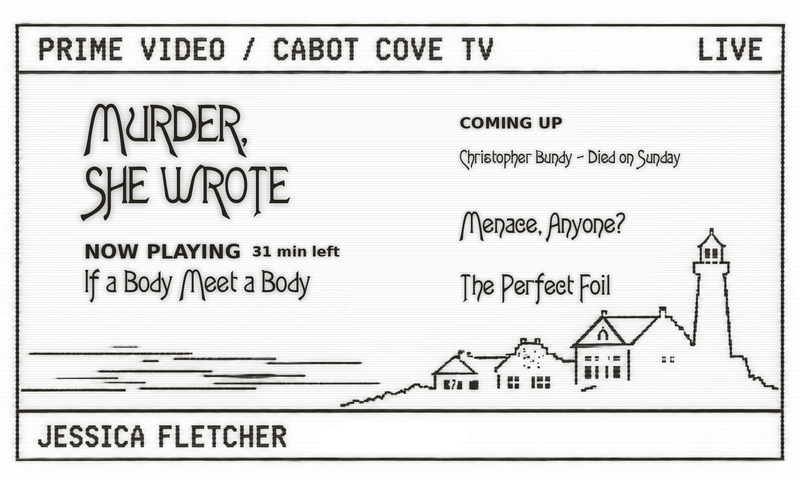 PRIME VIDEO / CABOT COVE TV
LIVE
MURDER,
SHE WROTE
NOW PLAYING 31 min left
If a Body Meet a Body
COMING UP
Christopher Bundy - Died on Sunday
Menace, Anyone?
The Perfect Foil
JESSICA FLETCHER